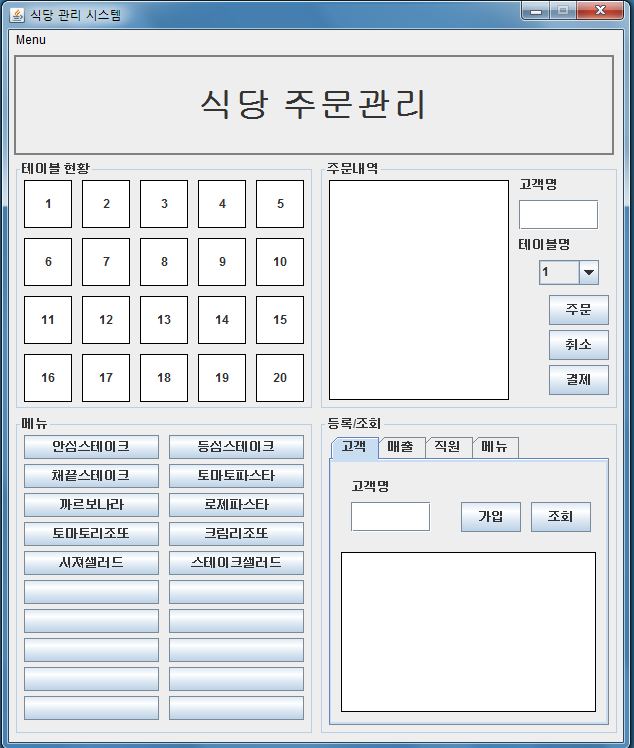 식당 관리 시스템
Menu
식당 주문관리
테이블 현황
1 2 3 4 5
6 7 8 9 10
11 12 13 14 15
16 17 18 19 20
주문내역
고객명
테이블명
1
주문
취소
결제
메뉴
안심스테이크 등심스테이크
채끝스테이크 토마토파스타
까르보나라 로제파스타
토마토리조또 크림리조또
시져샐러드 스테이크샐러드
등록/조회
고객 매출 직원 메뉴
고객명
가입 조회